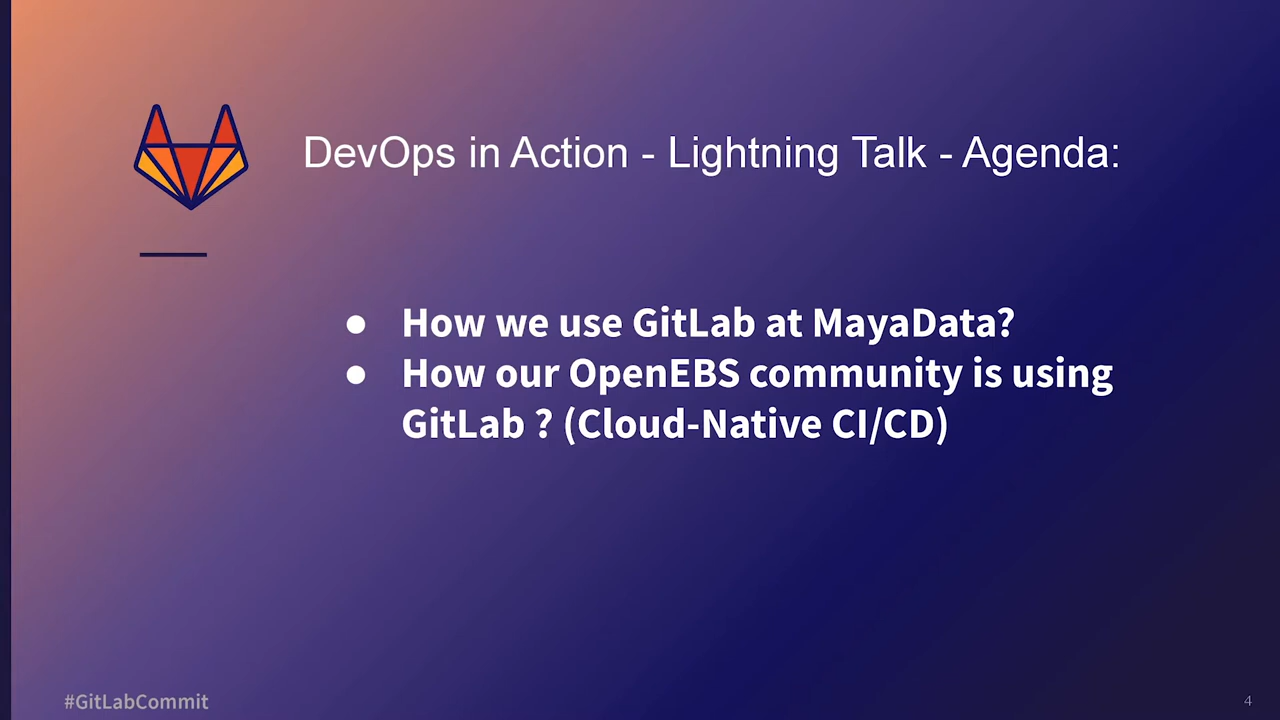 DevOps in Action - Lightning Talk - Agenda:
● How we use GitLab at MayaData?
● How our OpenEBS community is using
GitLab ? (Cloud-Native CI/CD)
#GitLabCommit
4